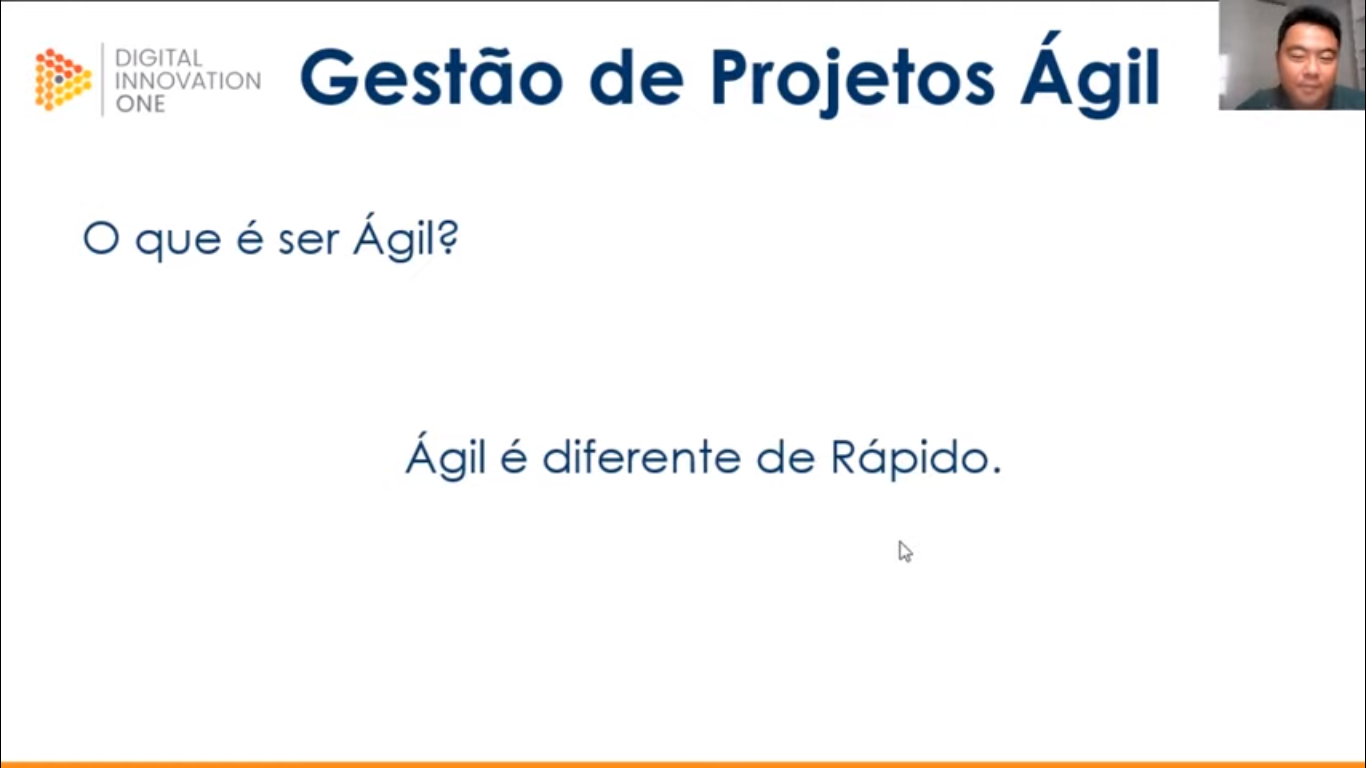 DIGITAL
INNOVATION
ONE
Gestão de Projetos Ágil
O que é ser Ágil?
Ágil é diferente de Rápido.